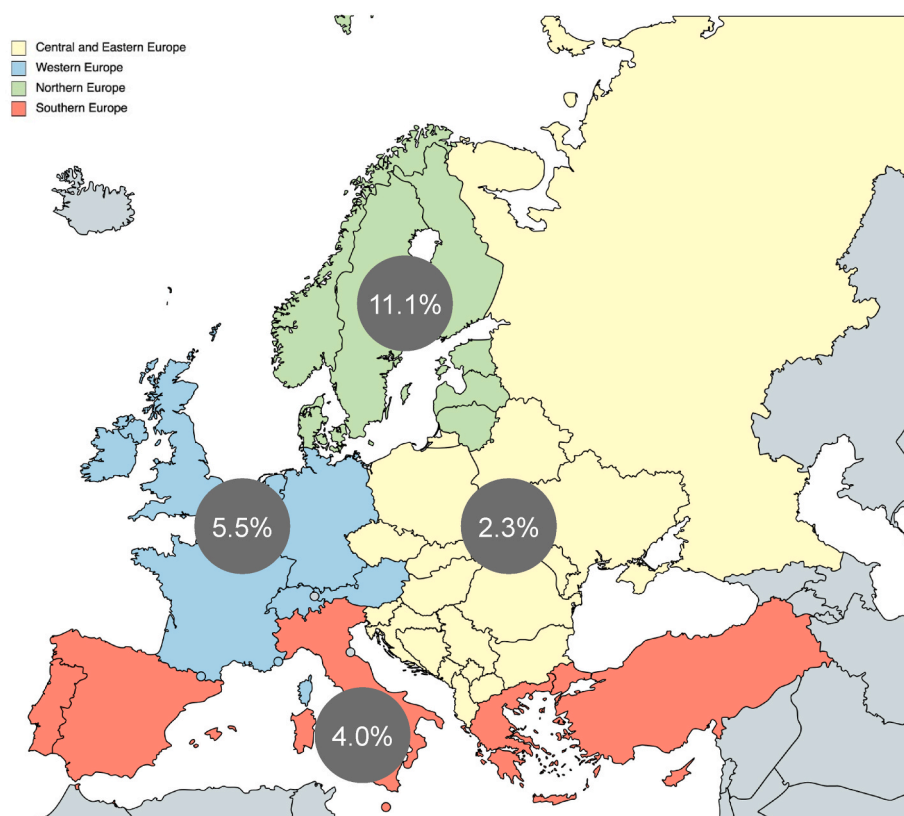 Central and Eastern Europe
Western Europe
Northern Europe
Southern Europe
11.1%
5.5%
2.3%
4.0%